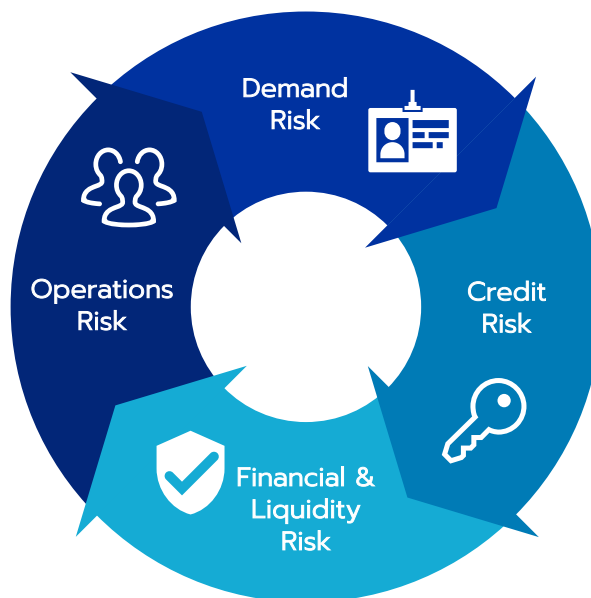 Demand
Risk
Credit
Risk
Financial &
Liquidity
Risk
Operations
Risk